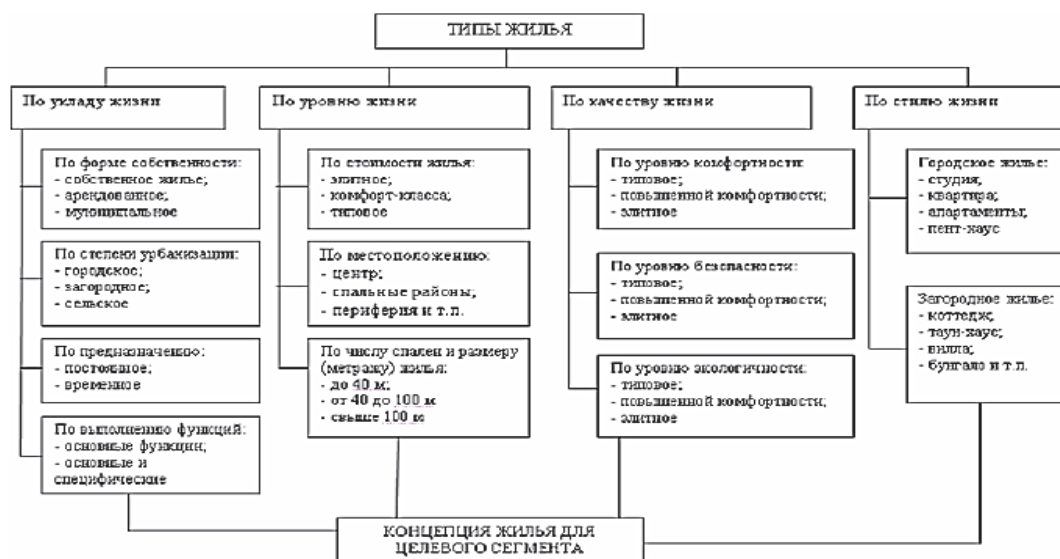 ТИПЫ ЖИЛЬЯ
По укладу жизни
По форме собственности:
- собственное жилье;
- арендованное;
- муниципальное
По степени урбанизации:
- городское;
- загородное;
- сельское
По предназначению:
- постоянное;
- временное
По выполнению функций:
- основные функции;
- основные и
специфические
По уровню жизни
По стоимости жилья:
- элитное;
- комфорт-класса;
- типовое
По местоположению:
- центр;
- спальные районы;
- периферия и т.п.
По числу спален и размеру
(метражу) жилья:
- до 40 м;
- от 40 до 100 м
- свыше 100 м
По качеству жизни
По уровню комфортности:
- типовое;
- повышенной комфортности;
- элитное
По уровню безопасности:
- типовое;
- повышенной комфортности;
- элитное
По уровню экологичности:
- типовое;
- повышенной комфортности;
- элитное
По стилю жизни
Городское жилье:
- студия;
- квартира;
- апартаменты;
- пент-хаус
Загородное жилье:
- коттедж;
- таун-хаус;
- вилла;
- бунгало и т.п.
КОНЦЕПЦИЯ ЖИЛЬЯ ДЛЯ
ЦЕЛЕВОГО СЕГМЕНТА